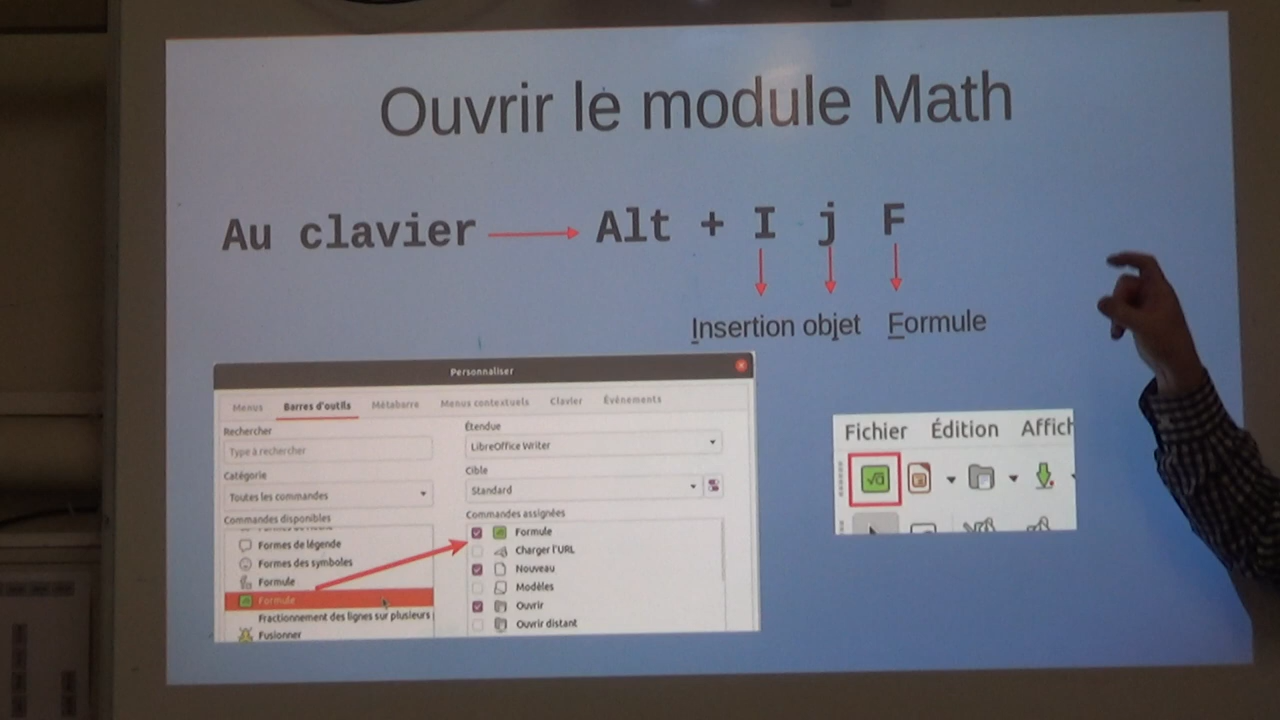 Ouvrir le module Math
Au clavier Alt + I j F
Insertion objet Formule
Personnaliser
Menus Barres d'outils Métabarre Menus contextuels Clavier Évènements
Rechercher
Type à rechercher
Catégorie
Toutes les commandes
Commandes disponibles
Formes de légende
Formes des symboles
Formule
Formule
Fractionnement des lignes sur plusieurs
Fusionner
Étendue
LibreOffice Writer
Cible
Standard
Commandes assignées
Formule
Charger l'URL
Nouveau
Modèles
Ouvrir
Ouvrir distant
Fichier Édition Affich